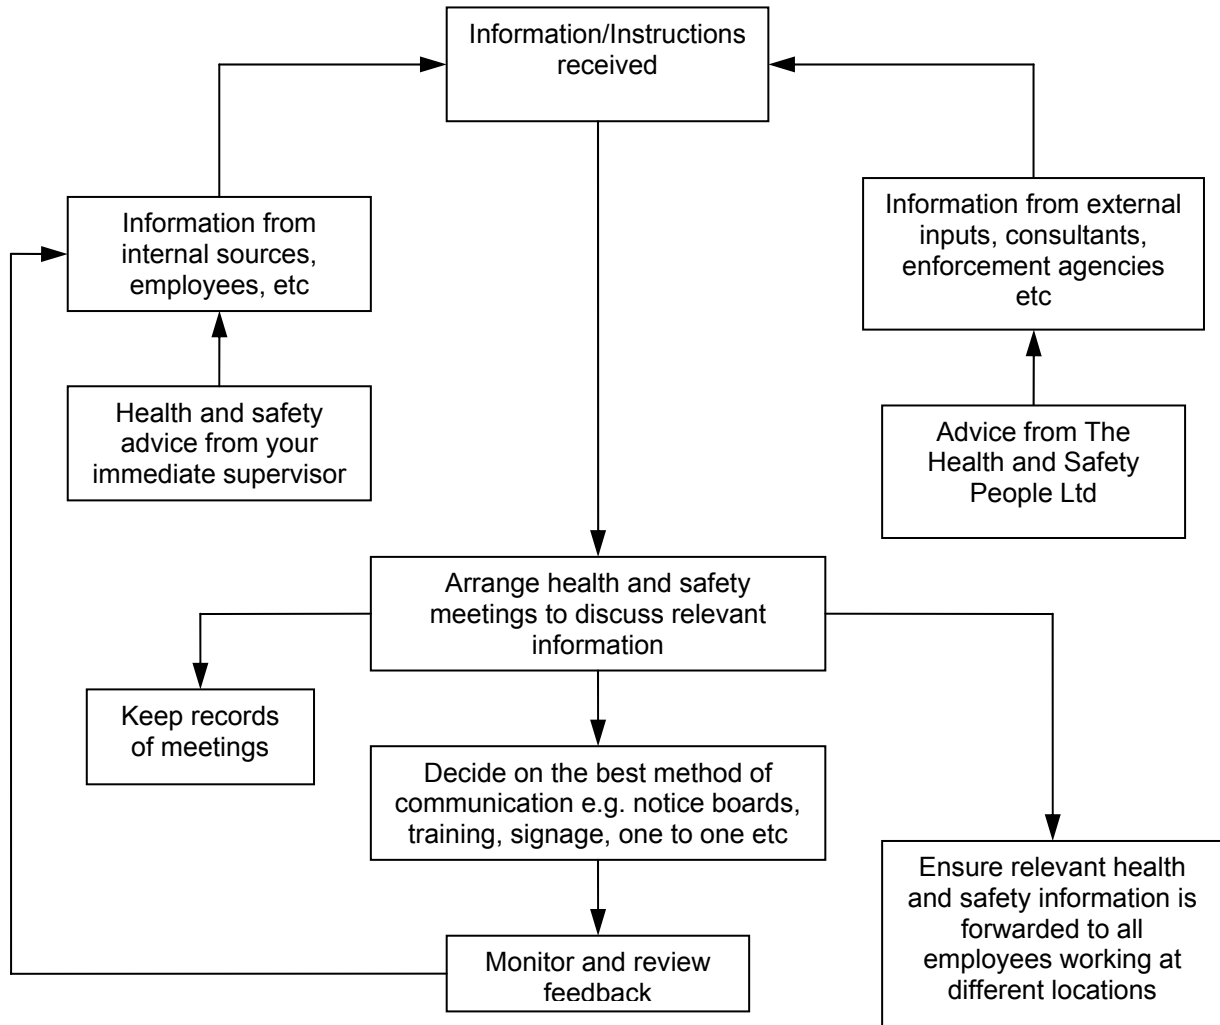 Information/Instructions
received
Information from
internal sources,
employees, etc
Information from external
inputs, consultants,
enforcement agencies
etc
Health and safety
advice from your
immediate supervisor
Advice from The
Health and Safety
People Ltd
Arrange health and safety
meetings to discuss relevant
information
Keep records
of meetings
Decide on the best method of
communication e.g. notice boards,
training, signage, one to one etc
Ensure relevant health
and safety information is
forwarded to all
employees working at
different locations
Monitor and review
feedback